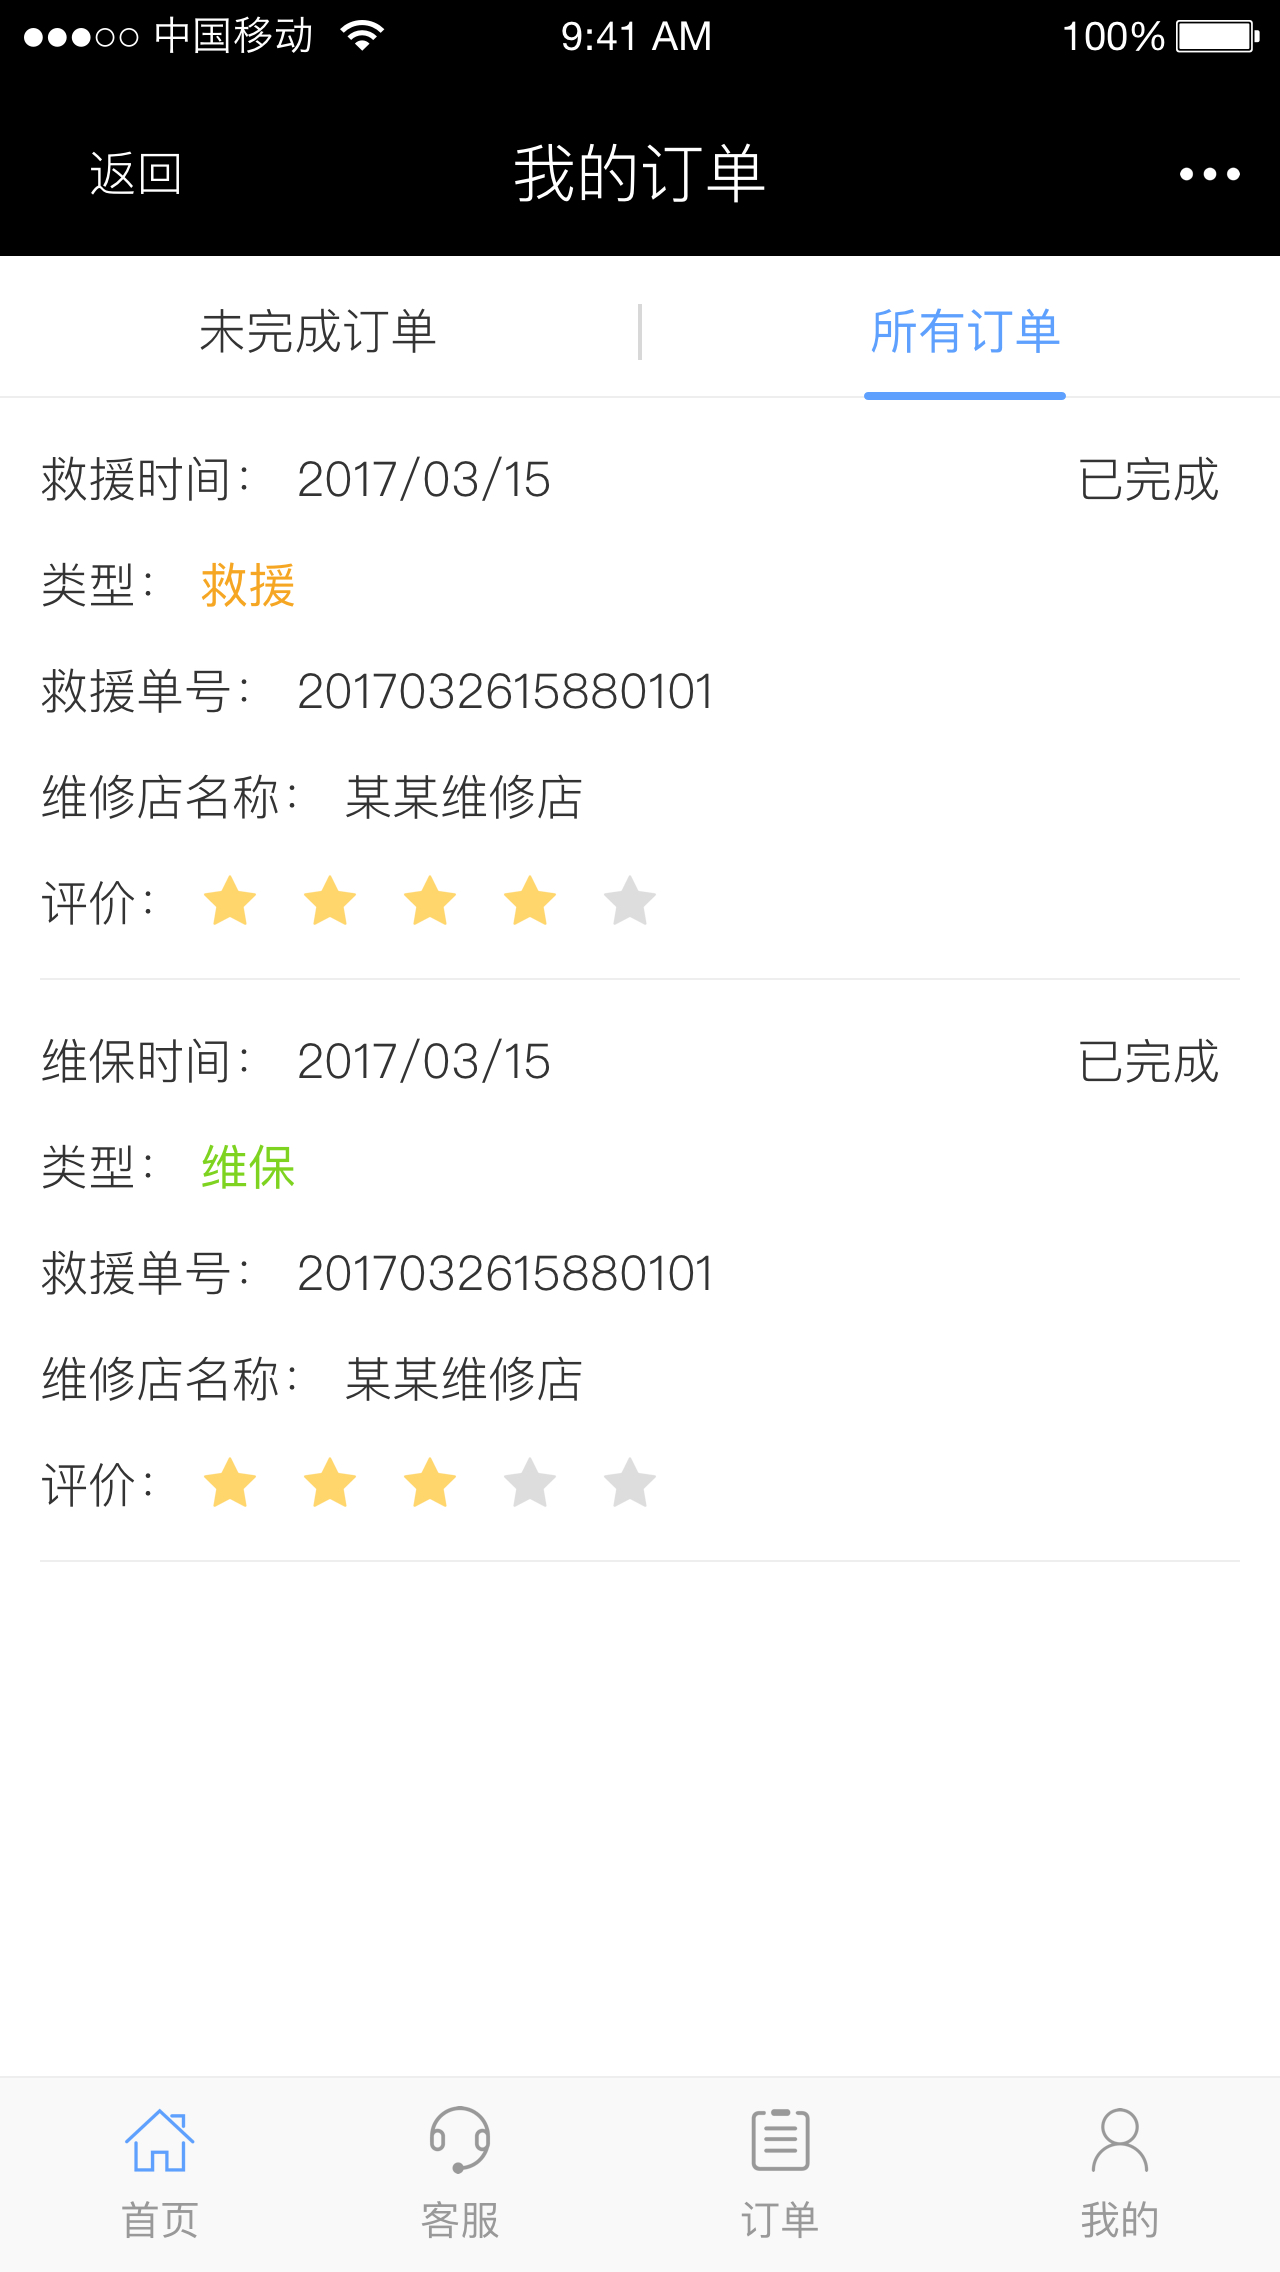 中国移动 9:41 AM 100%
返回 我的订单
未完成订单 所有订单
救援时间： 2017/03/15 已完成
类型： 救援
救援单号： 2017032615880101
维修店名称： 某某维修店
评价：
维保时间： 2017/03/15 已完成
类型： 维保
救援单号： 2017032615880101
维修店名称： 某某维修店
评价：
首页 客服 订单 我的